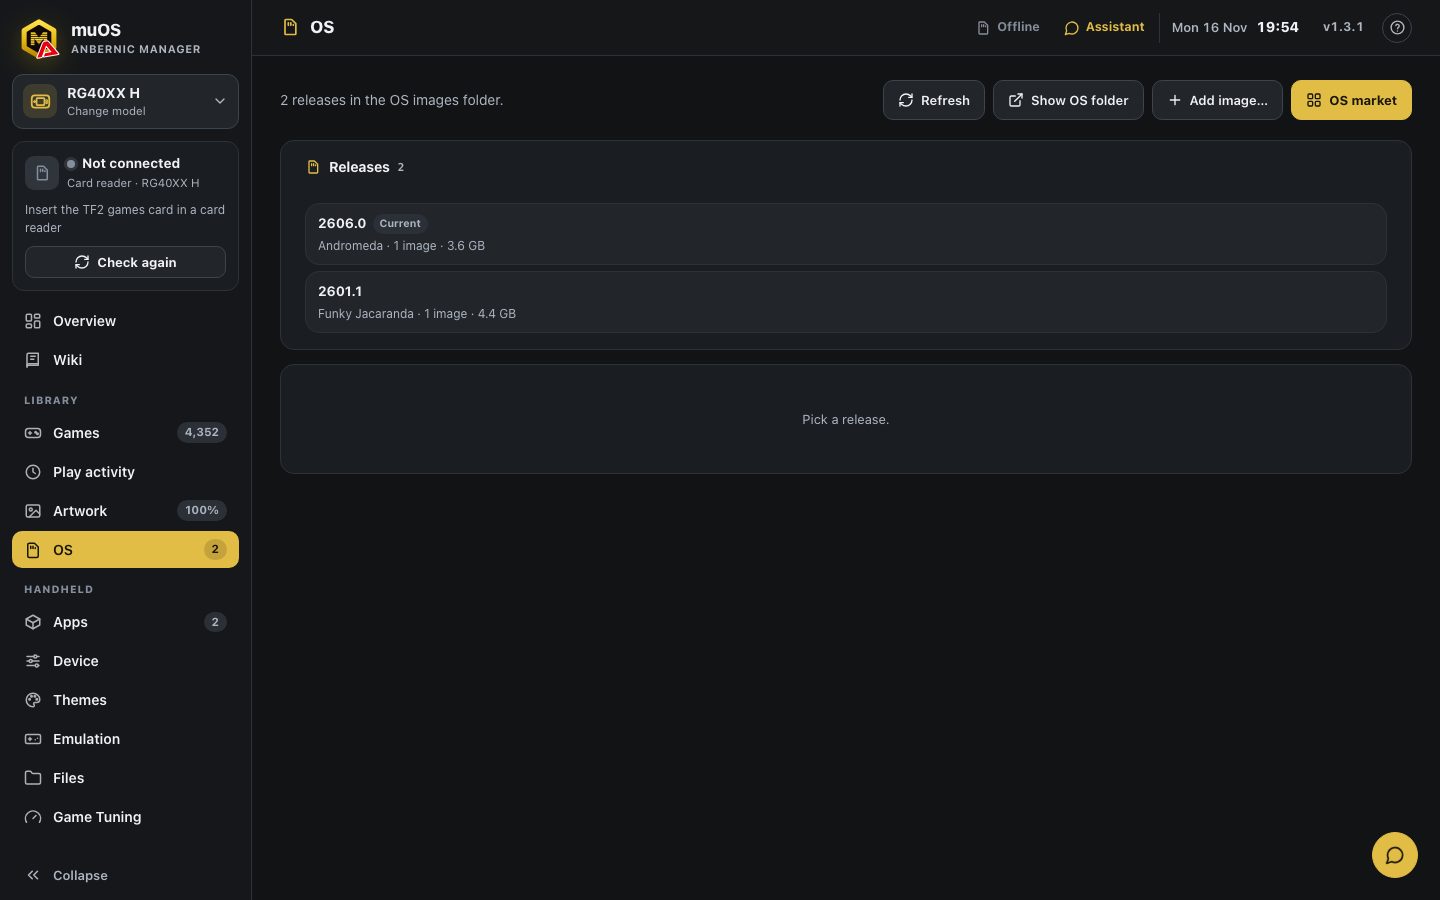 muOS
ANBERNIC MANAGER
RG40XX H
Change model
Not connected
Card reader · RG40XX H
Insert the TF2 games card in a card
reader
Check again
Overview
Wiki
LIBRARY
Games 4,352
Play activity
Artwork 100%
OS 2
HANDHELD
Apps 2
Device
Themes
Emulation
Files
Game Tuning
Collapse
OS
Offline Assistant Mon 16 Nov 19:54 v1.3.1
2 releases in the OS images folder.
Refresh Show OS folder Add image... OS market
Releases 2
2606.0 Current
Andromeda · 1 image · 3.6 GB
2601.1
Funky Jacaranda · 1 image · 4.4 GB
Pick a release.